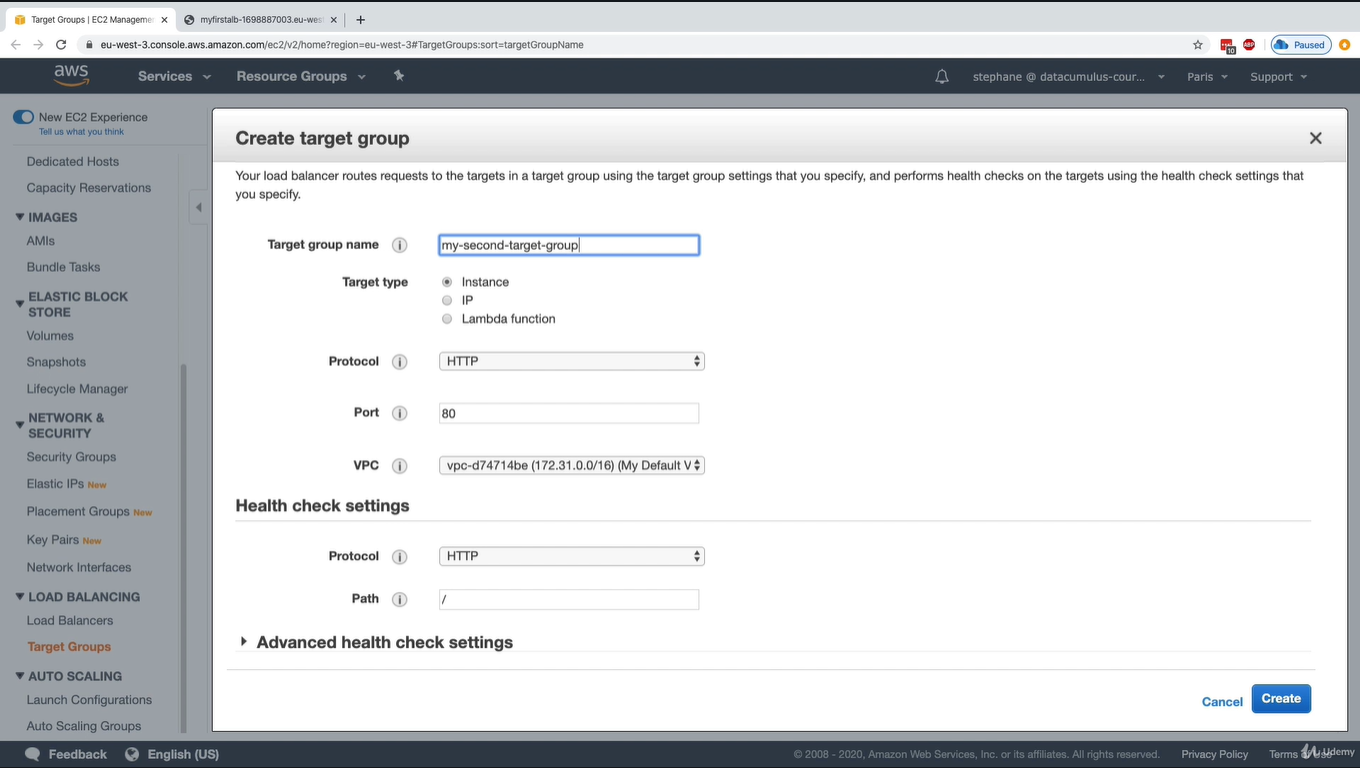 Target Groups | EC2 Manageme
myfirstalb-1698887003.eu-wes
eu-west-3.console.aws.amazon.com/ec2/v2/home?region=eu-west-3#TargetGroups:sort=targetGroupName
10
ABP
Paused
aws
Services
Resource Groups
stephane @ datacumulus-cour...
Paris
Support
New EC2 Experience
Tell us what you think
Dedicated Hosts
Capacity Reservations
IMAGES
AMIs
Bundle Tasks
ELASTIC BLOCK
STORE
Volumes
Snapshots
Lifecycle Manager
NETWORK &
SECURITY
Security Groups
Elastic IPs New
Placement Groups New
Key Pairs New
Network Interfaces
LOAD BALANCING
Load Balancers
Target Groups
AUTO SCALING
Launch Configurations
Auto Scaling Groups
Create target group
Your load balancer routes requests to the targets in a target group using the target group settings that you specify, and performs health checks on the targets using the health check settings that
you specify.
Target group name
my-second-target-group
Target type
Instance
IP
Lambda function
Protocol
HTTP
Port
80
VPC
vpc-d74714be (172.31.0.0/16) (My Default V
Health check settings
Protocol
HTTP
Path
/
Advanced health check settings
Cancel
Create
Feedback
English (US)
© 2008 - 2020, Amazon Web Services, Inc. or its affiliates. All rights reserved.
Privacy Policy
Terms
Udemy